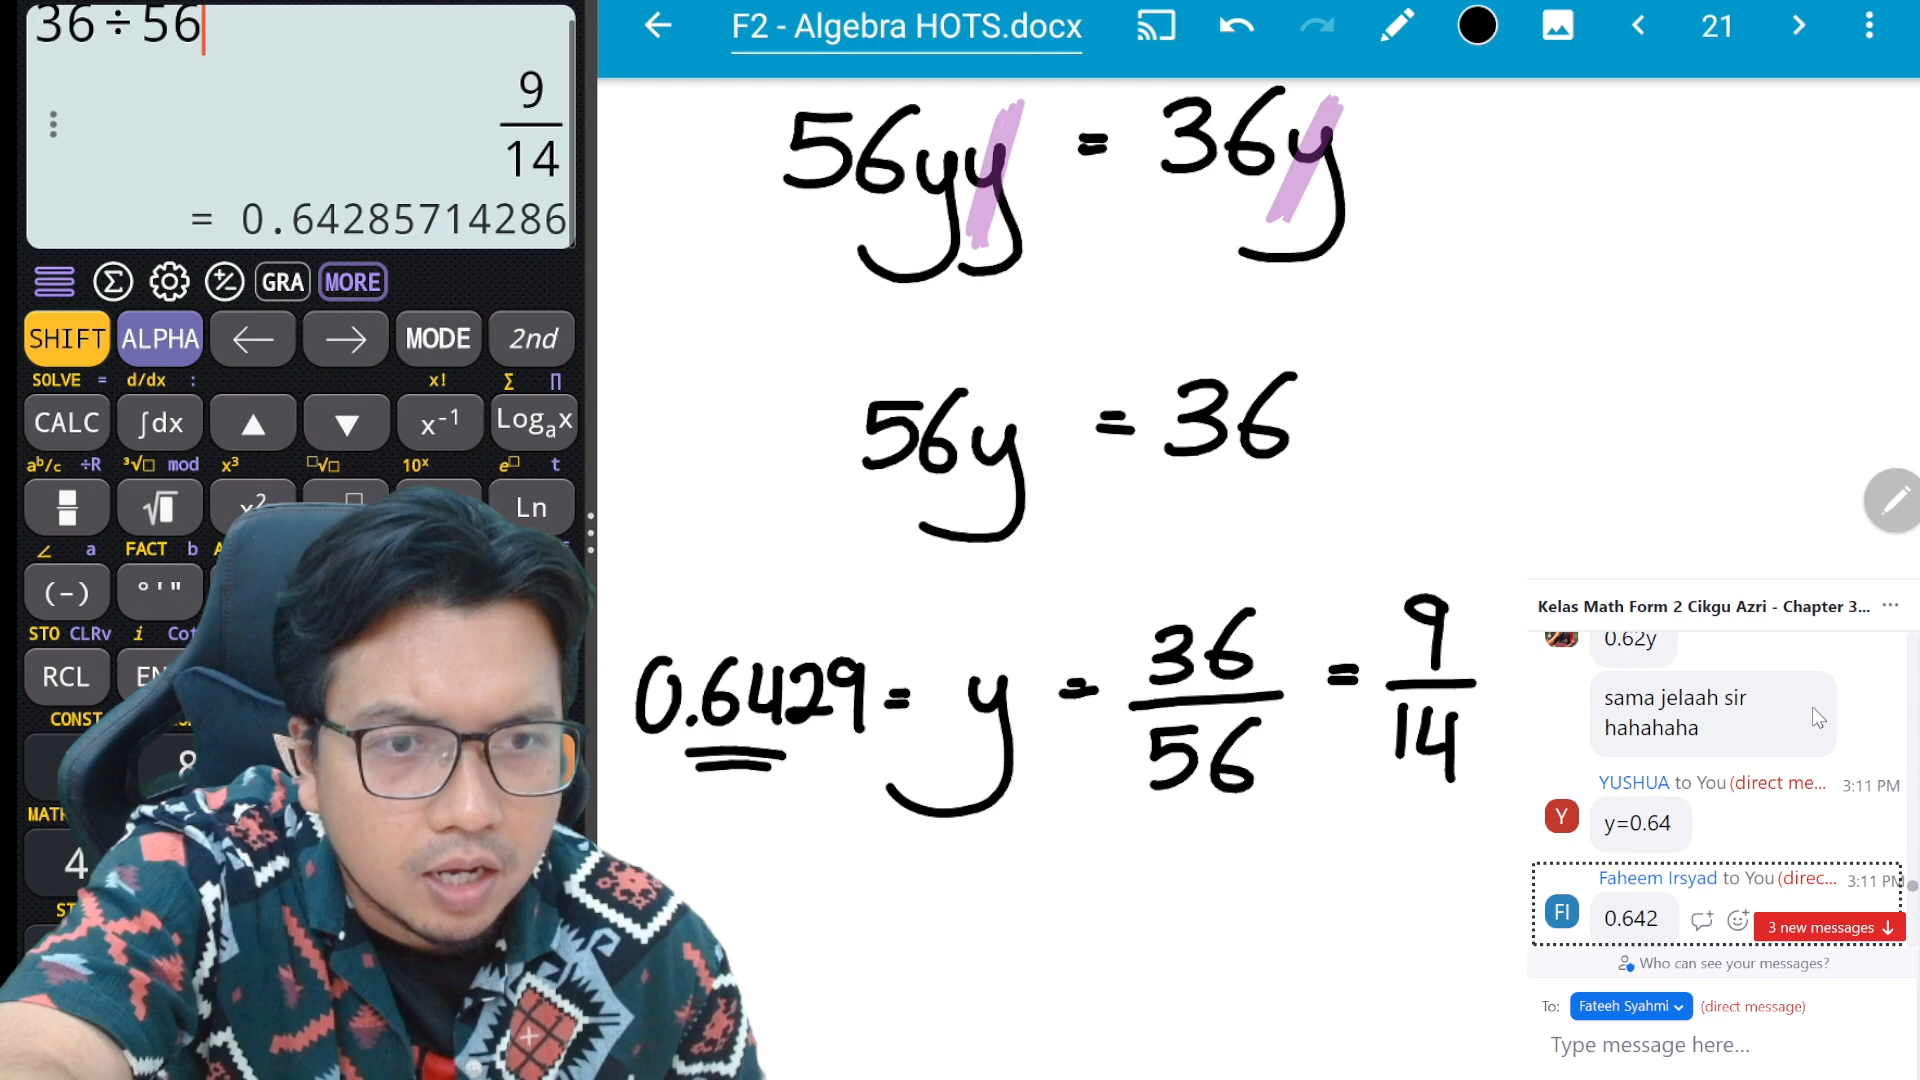 36÷56
9
14
= 0.64285714286
GRA MORE
SHIFT ALPHA MODE 2nd
SOLVE = d/dx : x! Σ ∏
CALC ∫dx ▲ ▼ x⁻¹ Logₐx
aᵇ/c ÷R ³√□ mod x³ □√□ 10ˣ e□ t
√ x² Ln
∠ a FACT b
(-) °'"
STO CLRv i Cot
RCL
CONST
8
4
F2 - Algebra HOTS.docx
21
56yy = 36y
56y = 36
0.6429 = y = 36/56 = 9/14
Kelas Math Form 2 Cikgu Azri - Chapter 3...
0.62y
sama jelaah sir
hahahaha
YUSHUA to You (direct me... 3:11 PM
Y
y=0.64
Faheem Irsyad to You (direc... 3:11 PM
FI
0.642
3 new messages ↓
Who can see your messages?
To: Fateeh Syahmi (direct message)
Type message here...